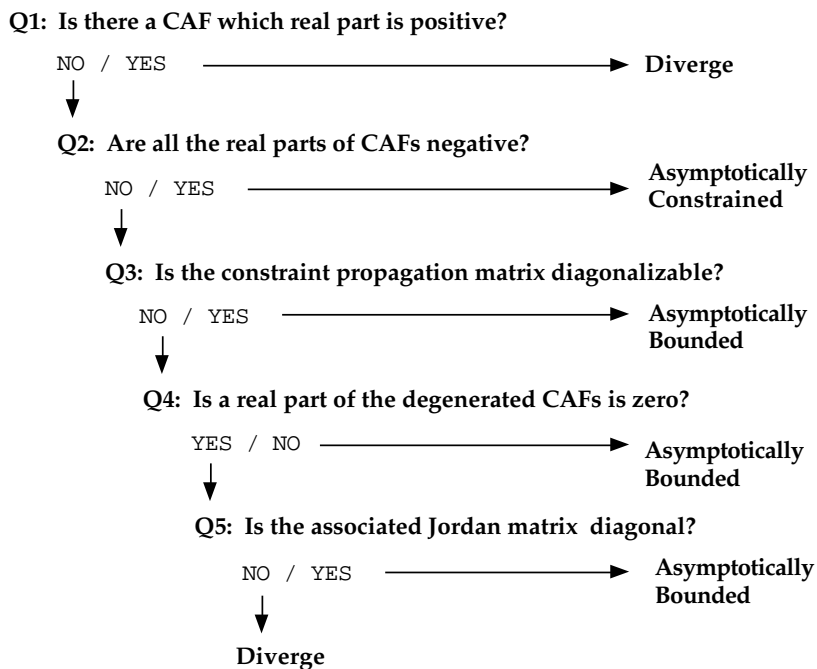 Q1: Is there a CAF which real part is positive?
NO / YES
Diverge
Q2: Are all the real parts of CAFs negative?
NO / YES
Asymptotically
Constrained
Q3: Is the constraint propagation matrix diagonalizable?
NO / YES
Asymptotically
Bounded
Q4: Is a real part of the degenerated CAFs is zero?
YES / NO
Asymptotically
Bounded
Q5: Is the associated Jordan matrix diagonal?
NO / YES
Asymptotically
Bounded
Diverge